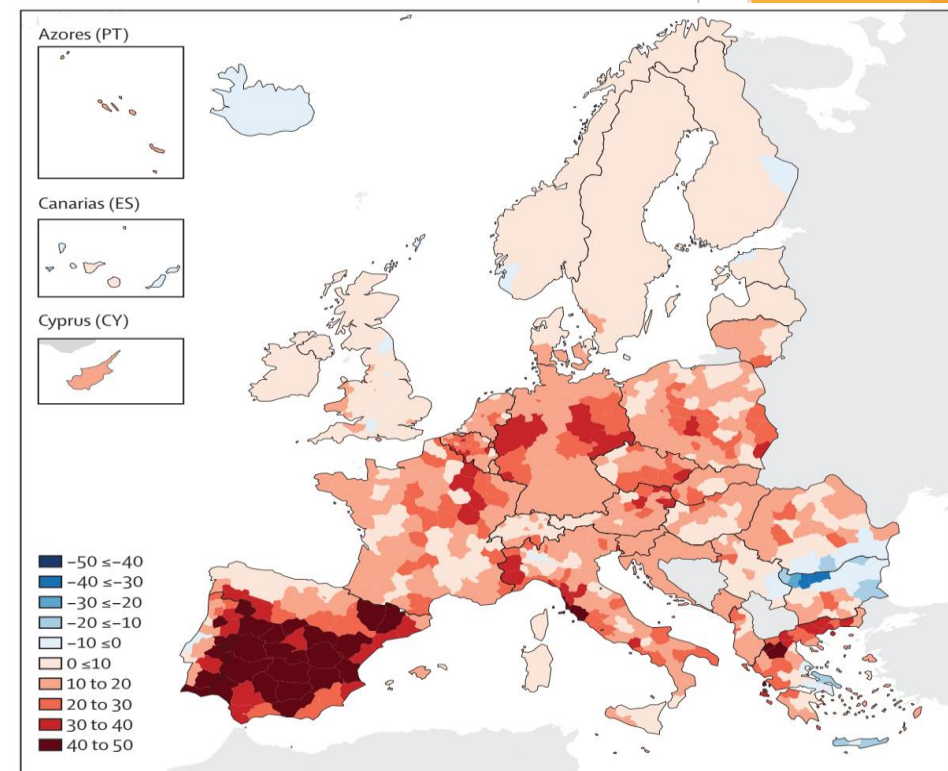 Azores (PT)
Canarias (ES)
Cyprus (CY)
−50 ≤−40
−40 ≤−30
−30 ≤−20
−20 ≤−10
−10 ≤0
0 ≤10
10 to 20
20 to 30
30 to 40
40 to 50